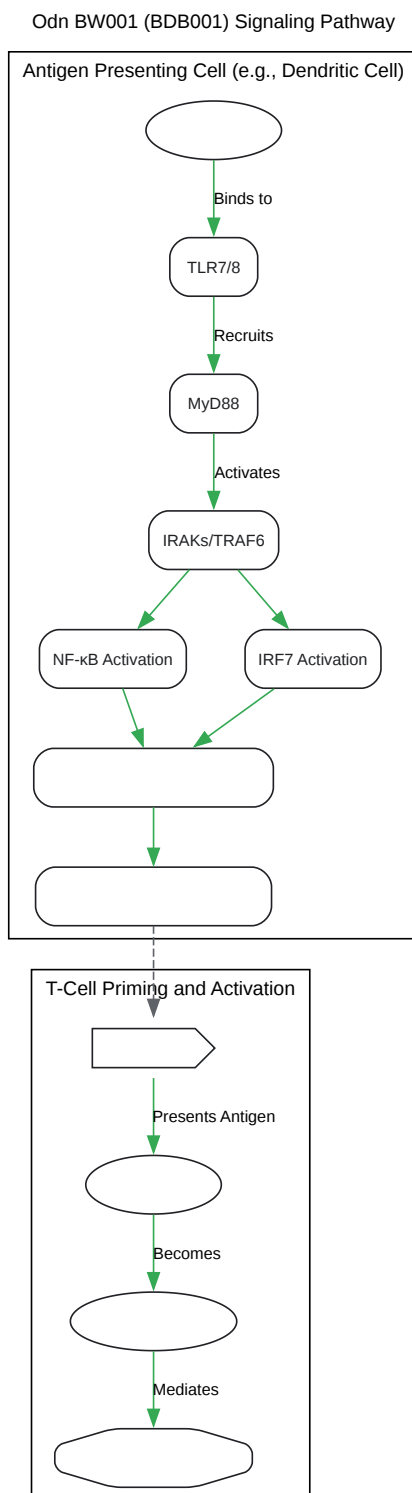 Odn BW001 (BDB001) Signaling Pathway
Antigen Presenting Cell (e.g., Dendritic Cell)
Binds to
TLR7/8
Recruits
MyD88
Activates
IRAKs/TRAF6
NF-κB Activation
IRF7 Activation
T-Cell Priming and Activation
Presents Antigen
Becomes
Mediates